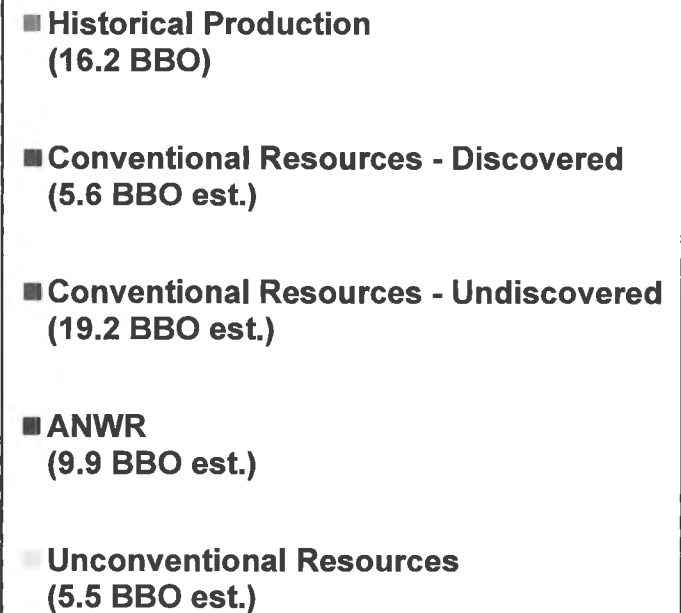 Historical Production
(16.2 BBO)
Conventional Resources - Discovered
(5.6 BBO est.)
Conventional Resources - Undiscovered
(19.2 BBO est.)
ANWR
(9.9 BBO est.)
Unconventional Resources
(5.5 BBO est.)